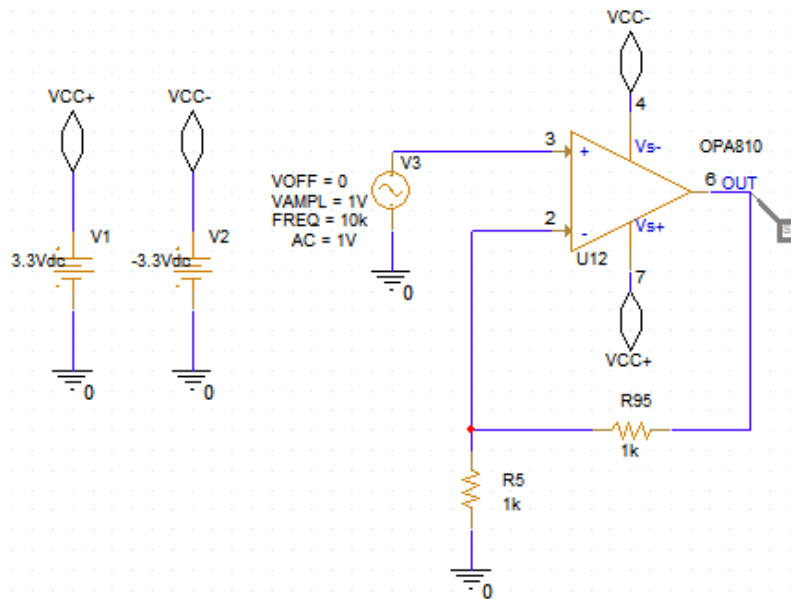 VCC+
VCC-
V1
3.3Vdc
V2
-3.3Vdc
0
0
V3
VOFF = 0
VAMPL = 1V
FREQ = 10k
AC = 1V
0
VCC-
4
Vs-
OPA810
3
+
2
-
6
OUT
Vs+
U12
7
VCC+
R95
1k
R5
1k
0